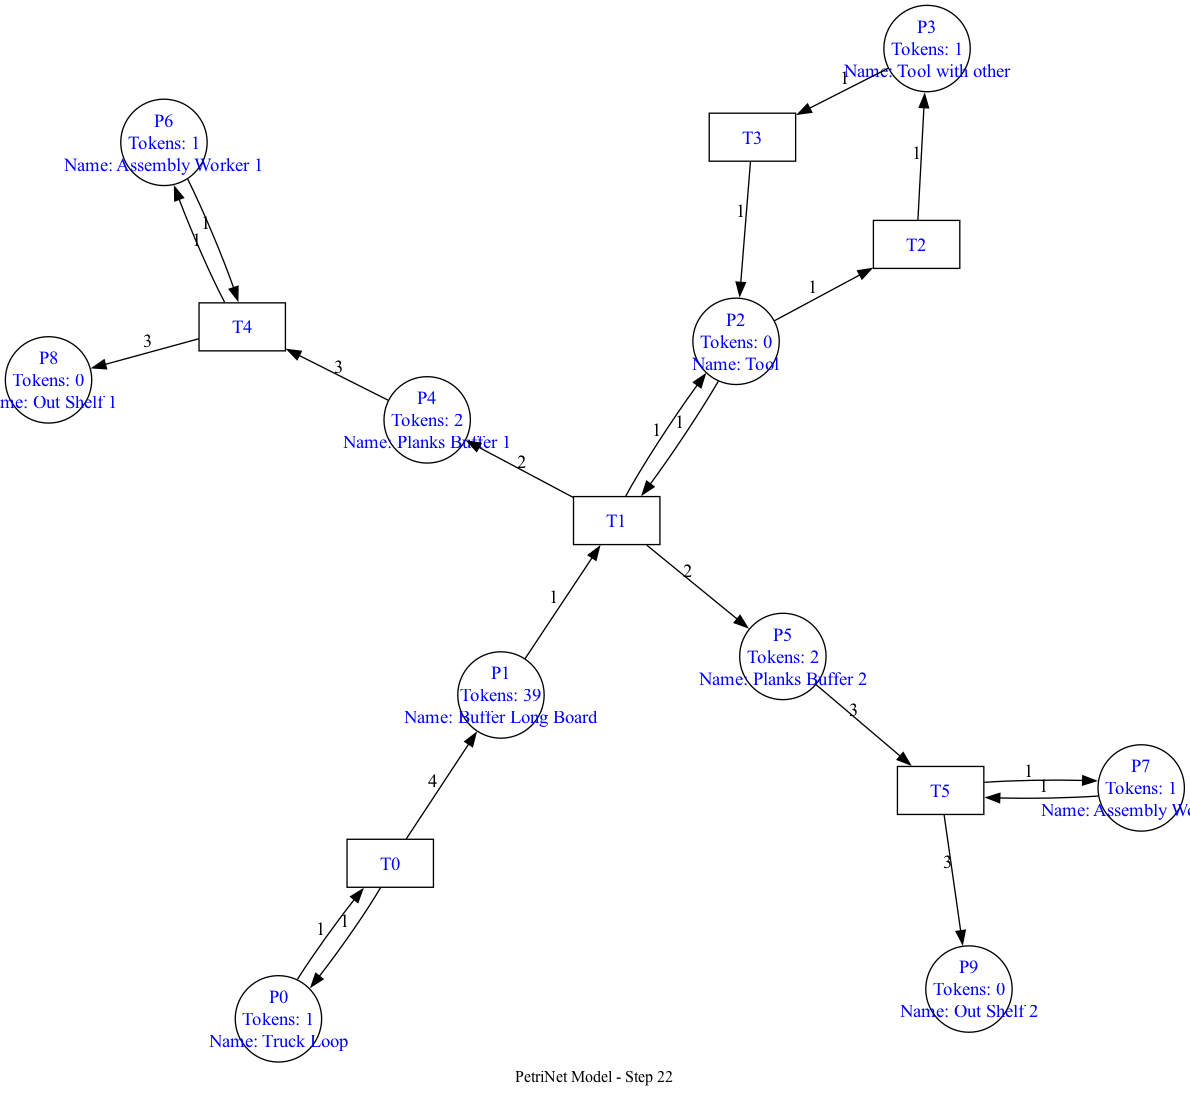 P3
Tokens: 1
Name: Tool with other
1
T3
1
T2
1
1
P6
Tokens: 1
Name: Assembly Worker 1
1
1
T4
3
P8
Tokens: 0
me: Out Shelf 1
3
P4
Tokens: 2
Name: Planks Buffer 1
P2
Tokens: 0
Name: Tool
1
1
2
T1
1
2
P5
Tokens: 2
Name: Planks Buffer 2
3
P1
Tokens: 39
Name: Buffer Long Board
4
T5
1
1
P7
Tokens: 1
Name: Assembly Wo
3
T0
1
1
P9
Tokens: 0
Name: Out Shelf 2
P0
Tokens: 1
Name: Truck Loop
PetriNet Model - Step 22